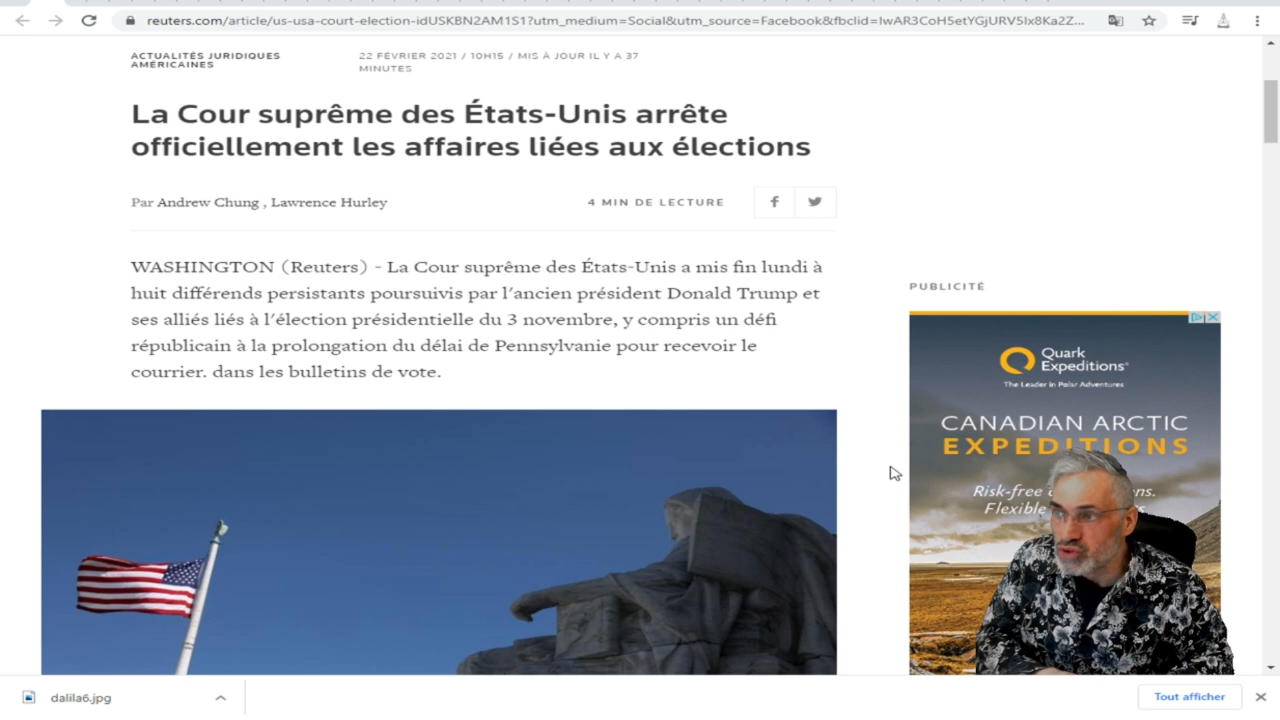 reuters.com/article/us-usa-court-election-idUSKBN2AM1S1?utm_medium=Social&utm_source=Facebook&fbclid=IwAR3CoH5etYGjURV5Ix8Ka2Z...
ACTUALITÉS JURIDIQUES
AMÉRICAINES
22 FÉVRIER 2021 / 10H15 / MIS À JOUR IL Y A 37
MINUTES
La Cour suprême des États-Unis arrête
officiellement les affaires liées aux élections
Par Andrew Chung , Lawrence Hurley
4 MIN DE LECTURE
WASHINGTON (Reuters) - La Cour suprême des États-Unis a mis fin lundi à
huit différends persistants poursuivis par l'ancien président Donald Trump et
ses alliés liés à l'élection présidentielle du 3 novembre, y compris un défi
républicain à la prolongation du délai de Pennsylvanie pour recevoir le
courrier. dans les bulletins de vote.
PUBLICITÉ
Quark
Expeditions
The Leader in Polar Adventures
CANADIAN ARCTIC
EXPEDITIONS
Risk-free
Flexible
dalila6.jpg
Tout afficher